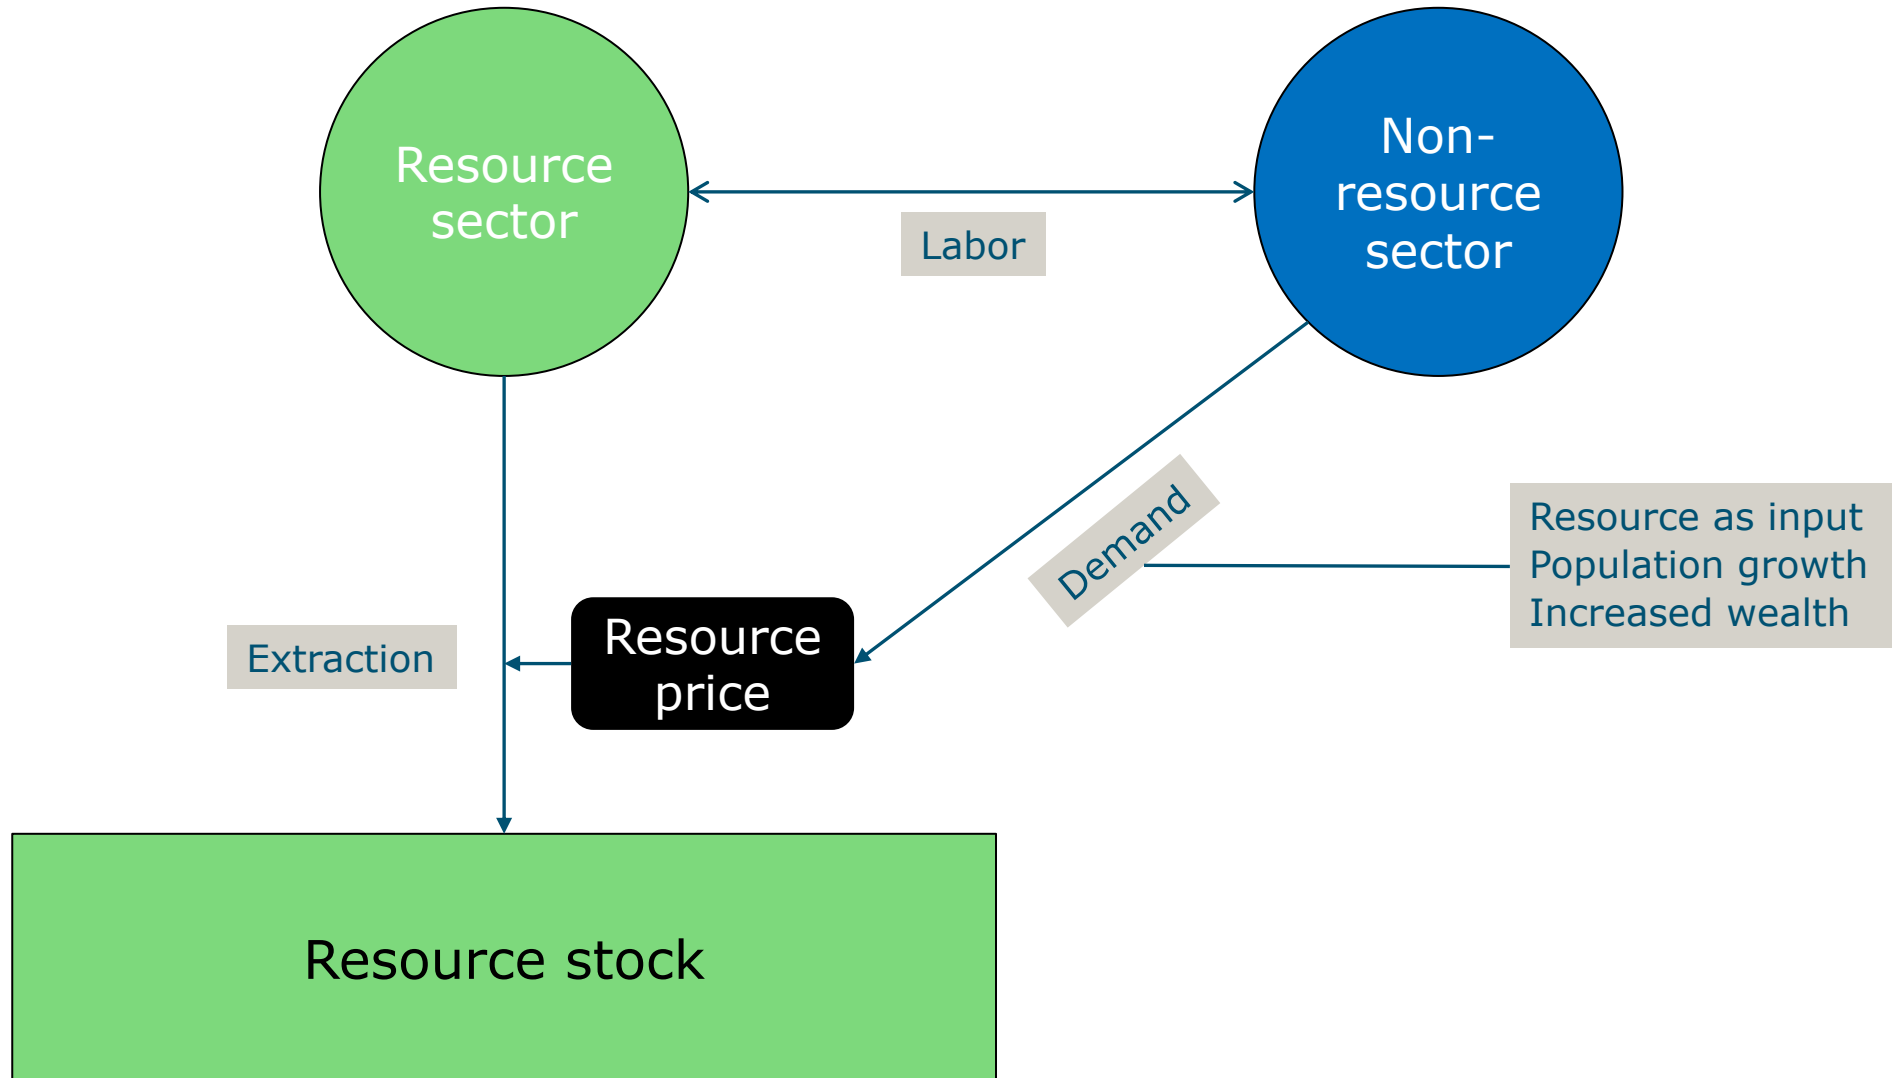 Resource
sector
Non-
resource
sector
Labor
Demand
Resource as input
Population growth
Increased wealth
Extraction
Resource
price
Resource stock